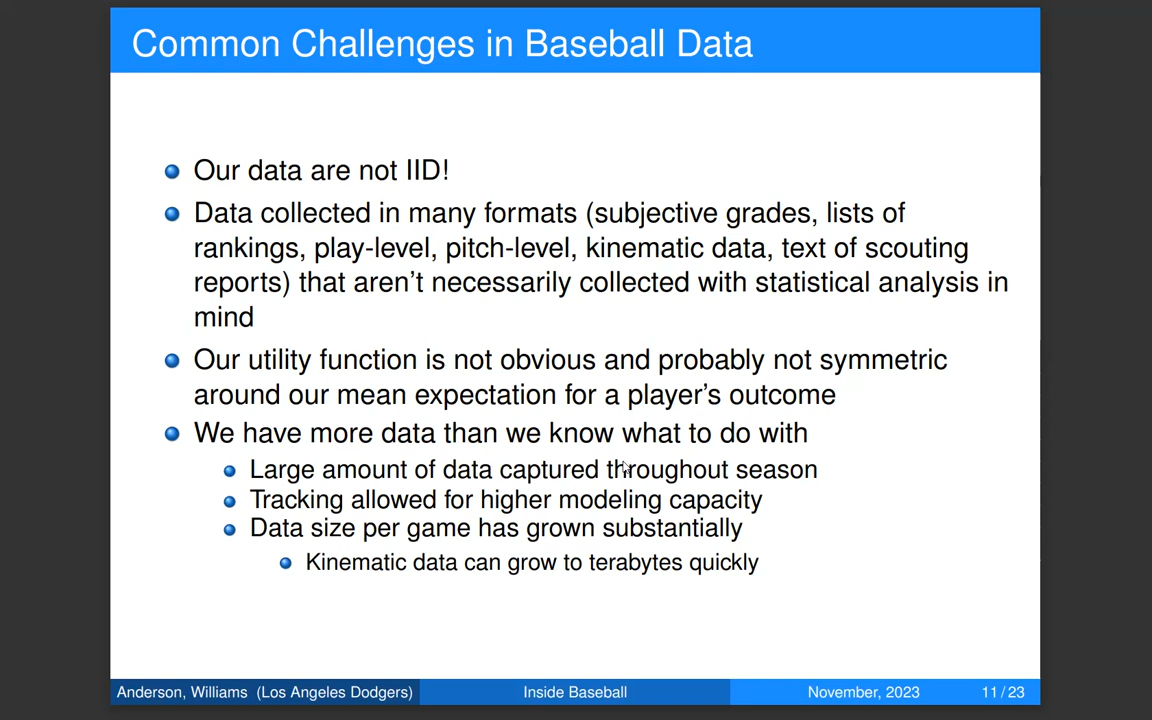 Common Challenges in Baseball Data
Our data are not IID!
Data collected in many formats (subjective grades, lists of
rankings, play-level, pitch-level, kinematic data, text of scouting
reports) that aren't necessarily collected with statistical analysis in
mind
Our utility function is not obvious and probably not symmetric
around our mean expectation for a player's outcome
We have more data than we know what to do with
Large amount of data captured throughout season
Tracking allowed for higher modeling capacity
Data size per game has grown substantially
Kinematic data can grow to terabytes quickly
Anderson, Williams (Los Angeles Dodgers) Inside Baseball November, 2023 11 / 23